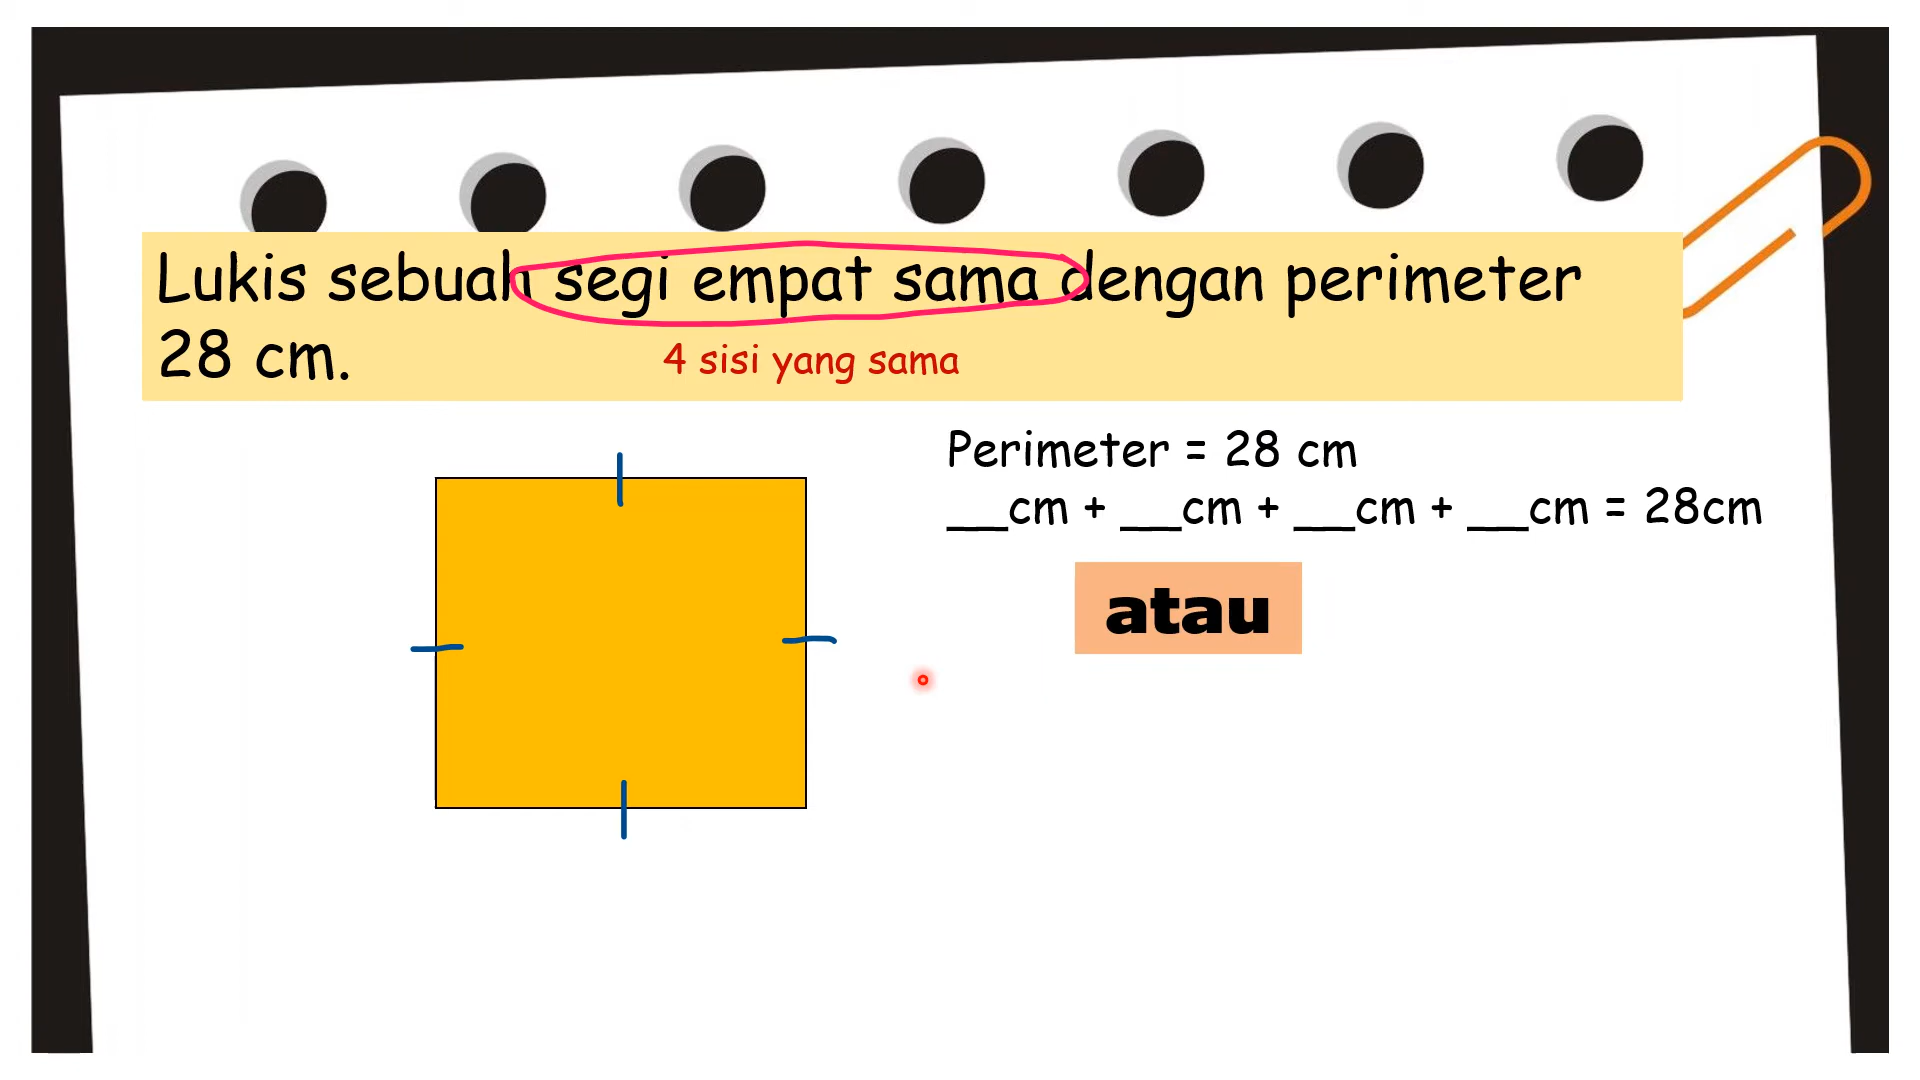 Lukis sebuah segi empat sama dengan perimeter
28 cm.
4 sisi yang sama
Perimeter = 28 cm
__cm + __cm + __cm + __cm = 28cm
atau